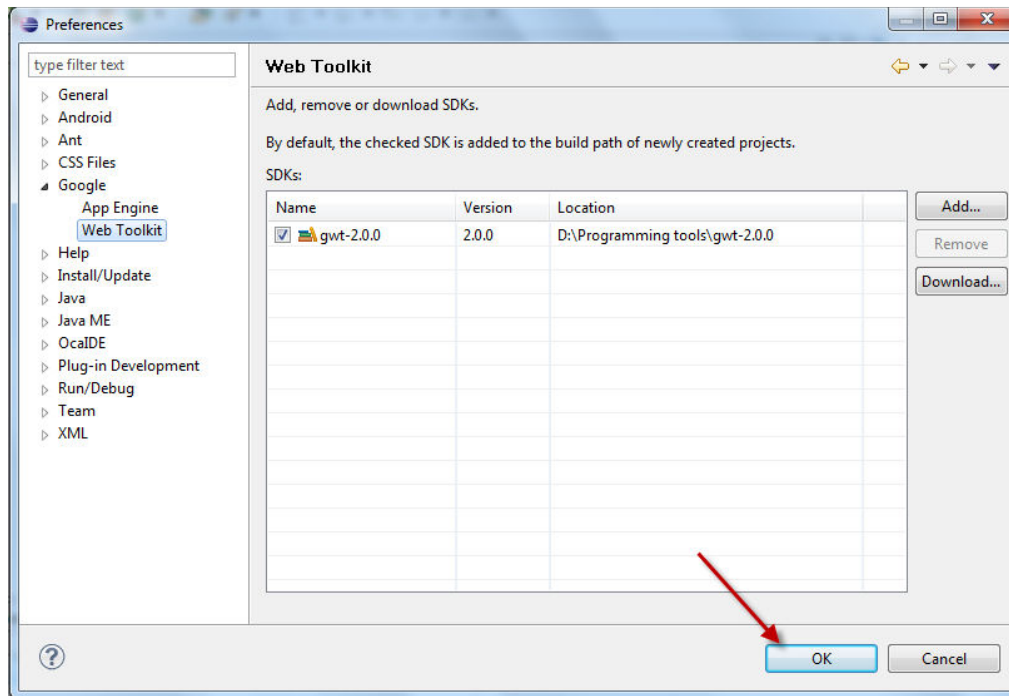 Preferences
type filter text
General
Android
Ant
CSS Files
Google
App Engine
Web Toolkit
Help
Install/Update
Java
Java ME
OcaIDE
Plug-in Development
Run/Debug
Team
XML
Web Toolkit
Add, remove or download SDKs.
By default, the checked SDK is added to the build path of newly created projects.
SDKs:
Name Version Location
gwt-2.0.0 2.0.0 D:\Programming tools\gwt-2.0.0
Add...
Remove
Download...
?
OK Cancel